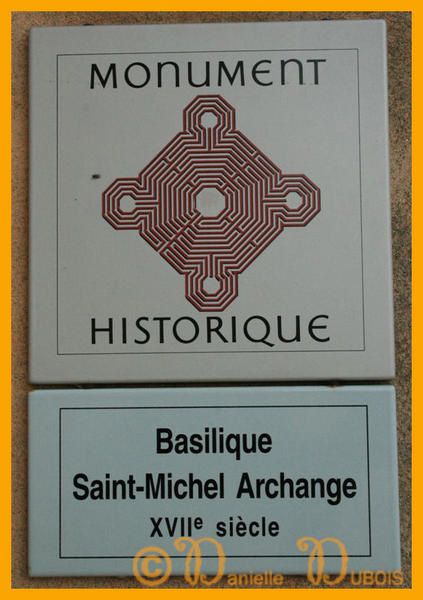 MONUMENT
HISTORIQUE
Basilique
Saint-Michel Archange
XVIIe siècle
© Danielle DUBOIS